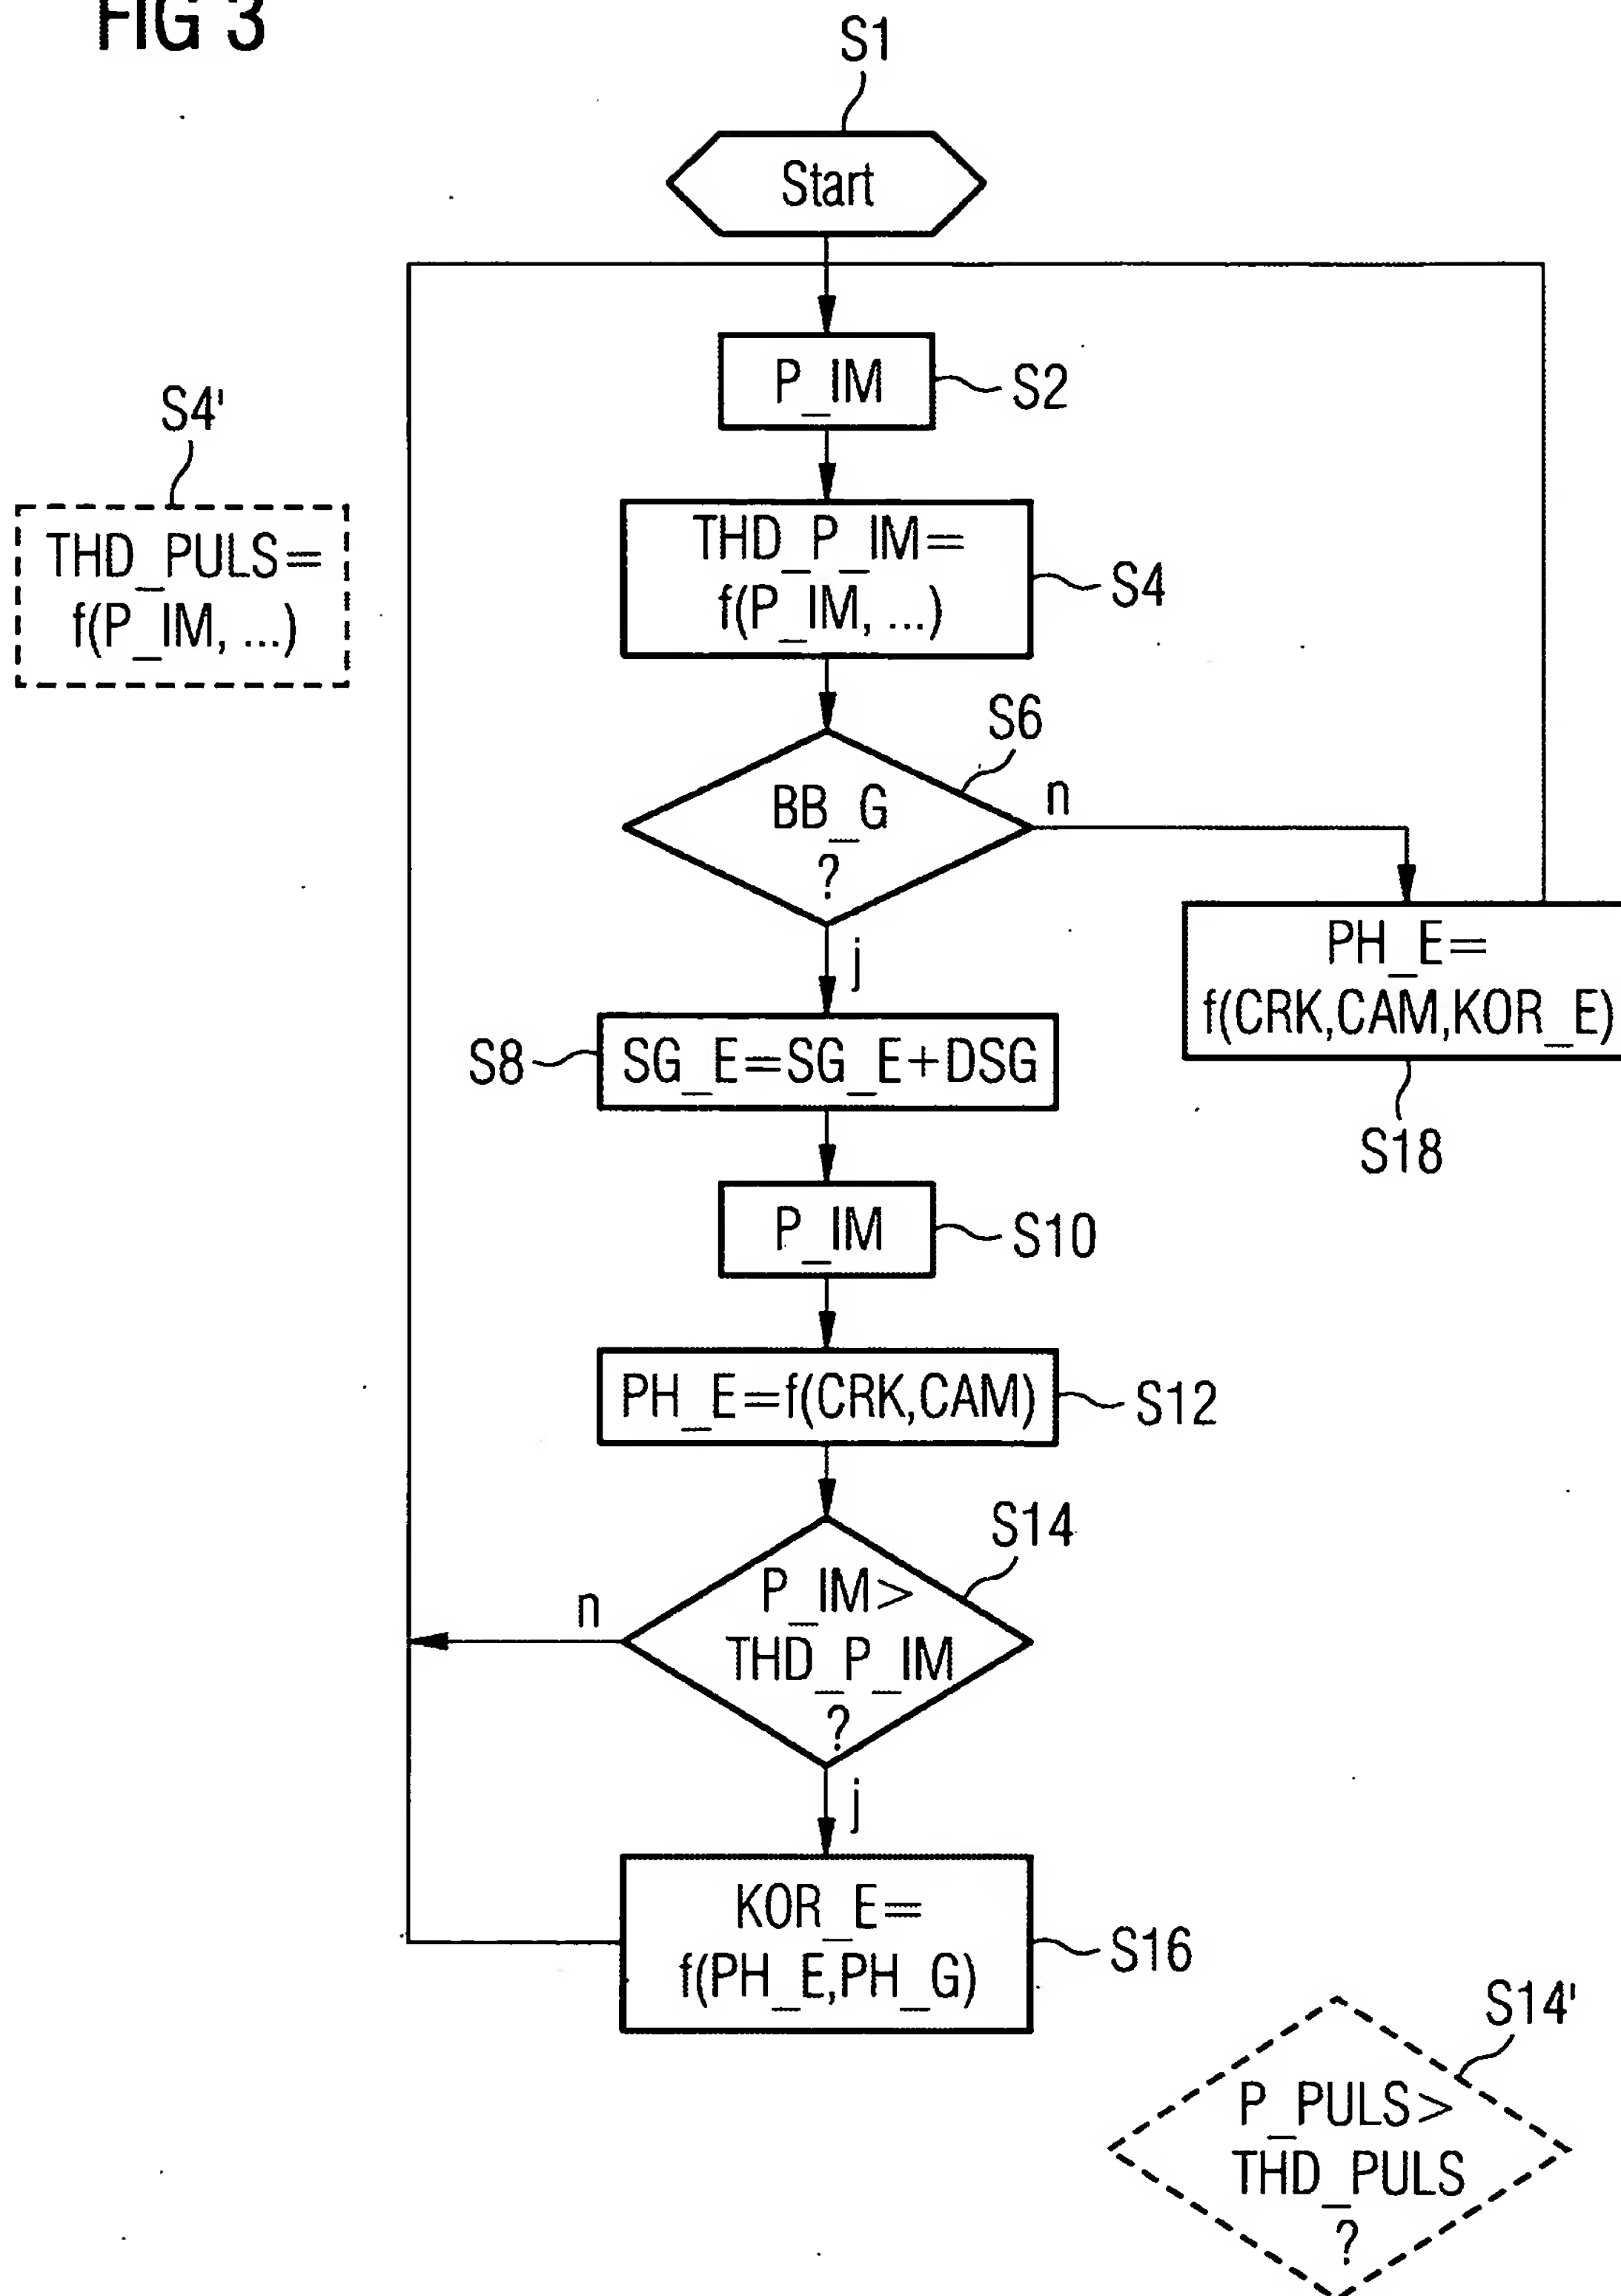 FIG 3
S1
Start
P_IM
S2
S4'
THD_PULS=
f(P_IM, ...)
THD_P_IM=
f(P_IM, ...)
S4
S6
BB_G
?
n
j
PH_E=
f(CRK,CAM,KOR_E)
S18
S8
SG_E=SG_E+DSG
P_IM
S10
PH_E=f(CRK,CAM)
S12
S14
P_IM>
THD_P_IM
?
n
j
KOR_E=
f(PH_E,PH_G)
S16
S14'
P_PULS>
THD_PULS
?